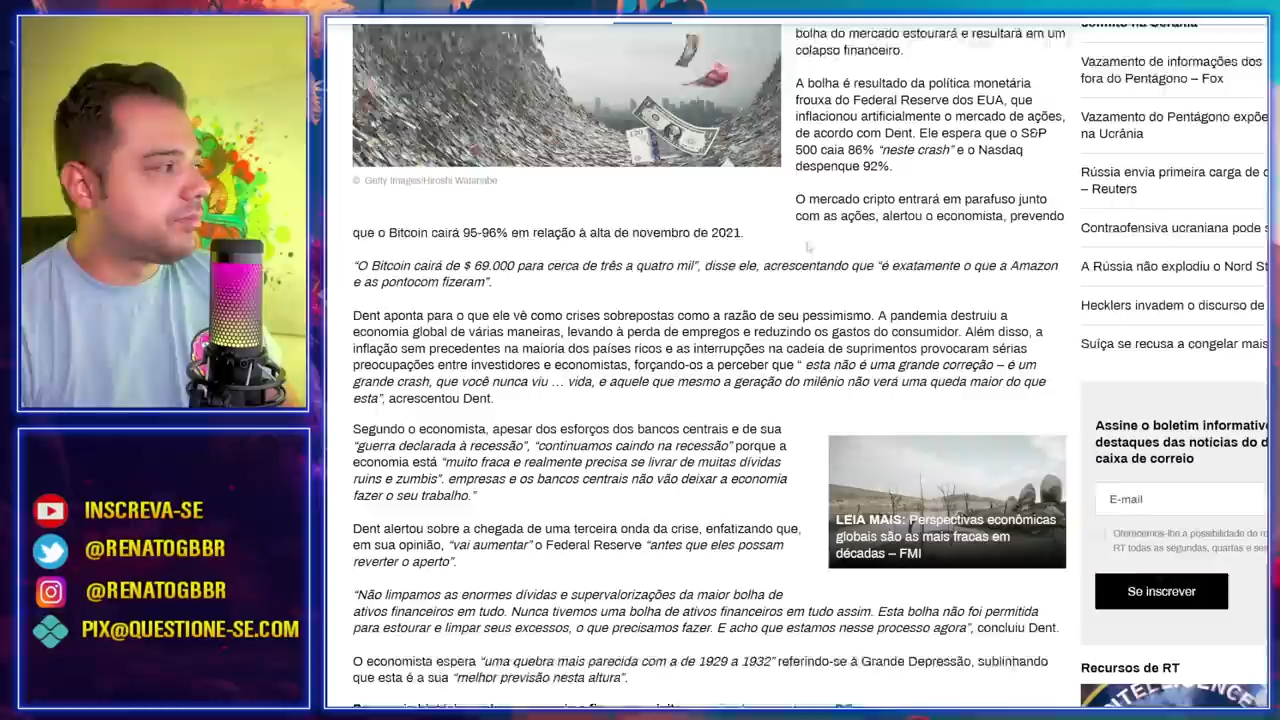 bolha do mercado estourará e resultará em um
colapso financeiro.
A bolha é resultado da política monetária
frouxa do Federal Reserve dos EUA, que
inflacionou artificialmente o mercado de ações,
de acordo com Dent. Ele espera que o S&P
500 caia 86% “neste crash” e o Nasdaq
despenque 92%.
© Getty Images/Hiroshi Watanabe
O mercado cripto entrará em parafuso junto
com as ações, alertou o economista, prevendo
que o Bitcoin cairá 95-96% em relação à alta de novembro de 2021.
“O Bitcoin cairá de $ 69.000 para cerca de três a quatro mil”, disse ele, acrescentando que “é exatamente o que a Amazon
e as pontocom fizeram”.
Dent aponta para o que ele vê como crises sobrepostas como a razão de seu pessimismo. A pandemia destruiu a
economia global de várias maneiras, levando à perda de empregos e reduzindo os gastos do consumidor. Além disso, a
inflação sem precedentes na maioria dos países ricos e as interrupções na cadeia de suprimentos provocaram sérias
preocupações entre investidores e economistas, forçando-os a perceber que “ esta não é uma grande correção – é um
grande crash, que você nunca viu … vida, e aquele que mesmo a geração do milênio não verá uma queda maior do que
esta”, acrescentou Dent.
Segundo o economista, apesar dos esforços dos bancos centrais e de sua
“guerra declarada à recessão”, “continuamos caindo na recessão” porque a
economia está “muito fraca e realmente precisa se livrar de muitas dívidas
ruins e zumbis”. empresas e os bancos centrais não vão deixar a economia
fazer o seu trabalho.”
LEIA MAIS: Perspectivas econômicas
globais são as mais fracas em
décadas – FMI
Dent alertou sobre a chegada de uma terceira onda da crise, enfatizando que,
em sua opinião, “vai aumentar” o Federal Reserve “antes que eles possam
reverter o aperto”.
“Não limpamos as enormes dívidas e supervalorizações da maior bolha de
ativos financeiros em tudo. Nunca tivemos uma bolha de ativos financeiros em tudo assim. Esta bolha não foi permitida
para estourar e limpar seus excessos, o que precisamos fazer. E acho que estamos nesse processo agora”, concluiu Dent.
O economista espera “uma quebra mais parecida com a de 1929 a 1932” referindo-se à Grande Depressão, sublinhando
que esta é a sua “melhor previsão nesta altura”.
Vazamento de informações dos
fora do Pentágono – Fox
Vazamento do Pentágono expõe
na Ucrânia
Rússia envia primeira carga de
– Reuters
Contraofensiva ucraniana pode
A Rússia não explodiu o Nord
Hecklers invadem o discurso de
Suíça se recusa a congelar mais
Assine o boletim informativo
destaques das notícias do
caixa de correio
E-mail
Oferecemos-lhe a possibilidade de
RT todas as segundas, quartas e
Se inscrever
Recursos de RT
INTELLIGENCE
INSCREVA-SE
@RENATOGBBR
@RENATOGBBR
PIX@QUESTIONE-SE.COM